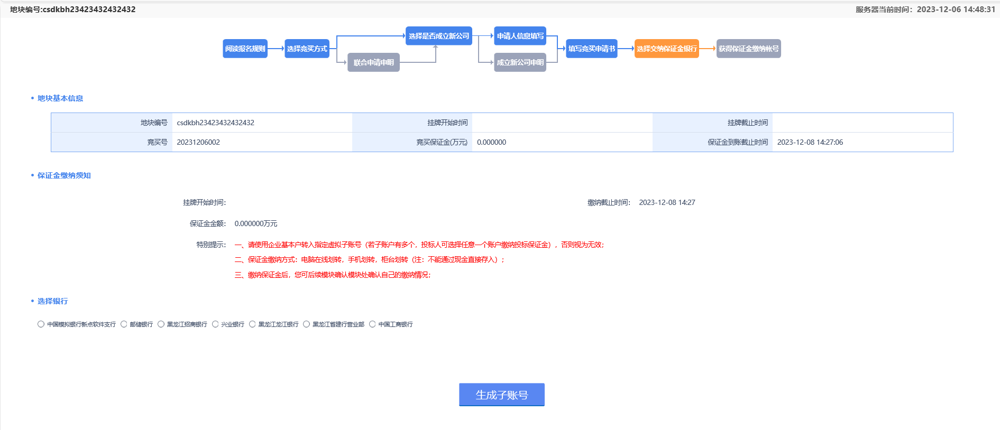 地块编号:csdkbh23423432432432
服务器当前时间：2023-12-06 14:48:31
阅读报名规则
选择竞买方式
选择是否成立新公司
联合申请申明
申请人信息填写
成立新公司申明
填写竞买申请书
选择交纳保证金银行
获得保证金缴纳帐号
地块基本信息
地块编号 csdkbh23423432432432 挂牌开始时间 挂牌截止时间
竞买号 20231206002 竞买保证金(万元) 0.000000 保证金到账截止时间 2023-12-08 14:27:06
保证金缴纳须知
挂牌开始时间： 缴纳截止时间： 2023-12-08 14:27
保证金金额： 0.000000万元
特别提示： 一、请使用企业基本户转入指定虚拟子账号（若子账户有多个，投标人可选择任意一个账户缴纳投标保证金），否则视为无效；
二、保证金缴纳方式：电脑在线划转，手机划转，柜台划转（注：不能通过现金直接存入）；
三、缴纳保证金后，您可后续模块确认模块处确认自己的缴纳情况；
选择银行
中国模拟银行新点软件支行 邮储银行 黑龙江招商银行 兴业银行 黑龙江龙江银行 黑龙江省建行营业部 中国工商银行
生成子账号